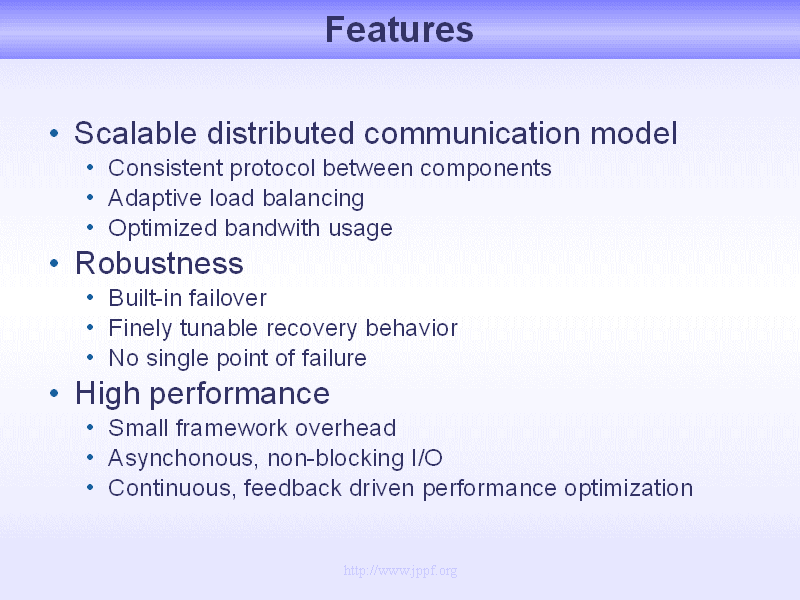 Features
• Scalable distributed communication model
• Consistent protocol between components
• Adaptive load balancing
• Optimized bandwith usage
• Robustness
• Built-in failover
• Finely tunable recovery behavior
• No single point of failure
• High performance
• Small framework overhead
• Asynchonous, non-blocking I/O
• Continuous, feedback driven performance optimization
http://www.jppf.org